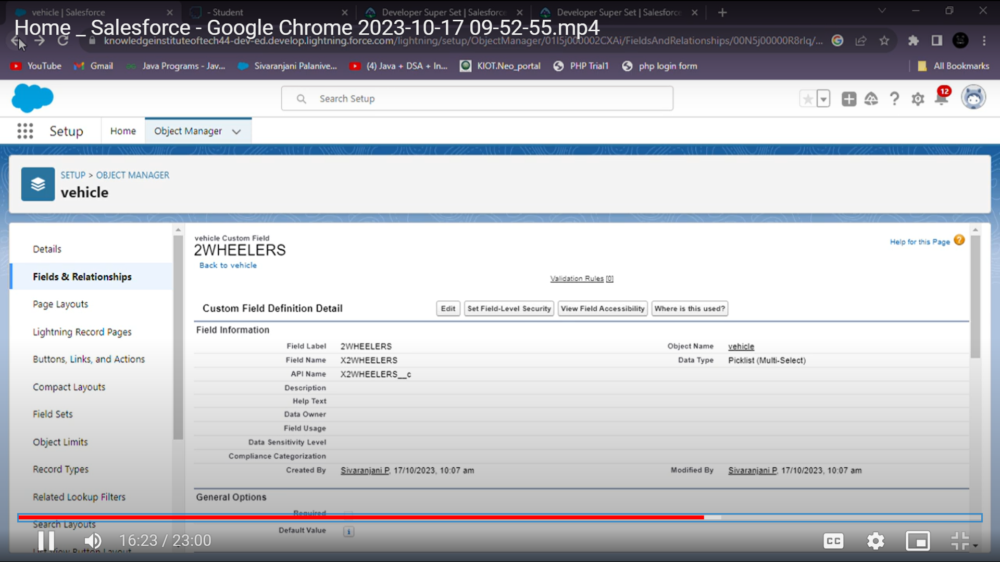 vehicle | Salesforce
- Student
Developer Super Set | Salesforce
Developer Super Set | Salesforce
Home _ Salesforce - Google Chrome 2023-10-17 09-52-55.mp4
knowledgeinstituteoftech44-dev-ed.develop.lightning.force.com/lightning/setup/ObjectManager/01I5j000002CXAi/FieldsAndRelationships/00N5j00000R8rIq/...
YouTube
Gmail
Java Programs - Jav...
Sivaranjani Palanive...
(4) Java + DSA + In...
KIOT.Neo_portal
PHP Trial1
php login form
All Bookmarks
Search Setup
12
Setup
Home
Object Manager
SETUP > OBJECT MANAGER
vehicle
Details
Fields & Relationships
Page Layouts
Lightning Record Pages
Buttons, Links, and Actions
Compact Layouts
Field Sets
Object Limits
Record Types
Related Lookup Filters
Search Layouts
List View Button Layout
vehicle Custom Field
2WHEELERS
Back to vehicle
Help for this Page
Validation Rules [0]
Custom Field Definition Detail
Edit
Set Field-Level Security
View Field Accessibility
Where is this used?
Field Information
Field Label 2WHEELERS Object Name vehicle
Field Name X2WHEELERS Data Type Picklist (Multi-Select)
API Name X2WHEELERS__c
Description
Help Text
Data Owner
Field Usage
Data Sensitivity Level
Compliance Categorization
Created By Sivaranjani P, 17/10/2023, 10:07 am Modified By Sivaranjani P, 17/10/2023, 10:07 am
General Options
Required
Default Value
16:23 / 23:00
CC